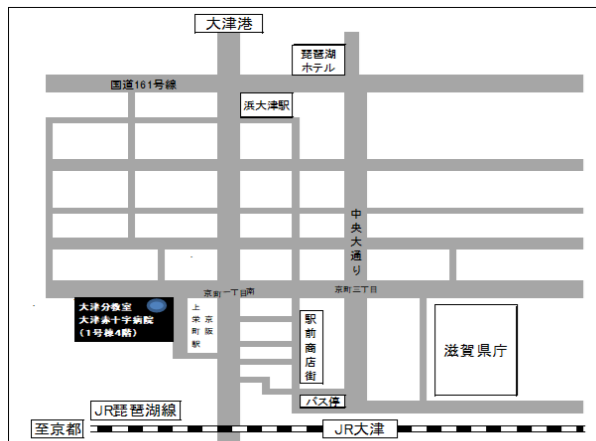 大津港
琵琶湖
ホテル
国道161号線
浜大津駅
中央大通り
京町一丁目南
京町三丁目
大津分教室
大津赤十字病院
(1号棟4階)
京阪
上栄町駅
駅前商店街
滋賀県庁
バス停
JR琵琶湖線
至京都
JR大津